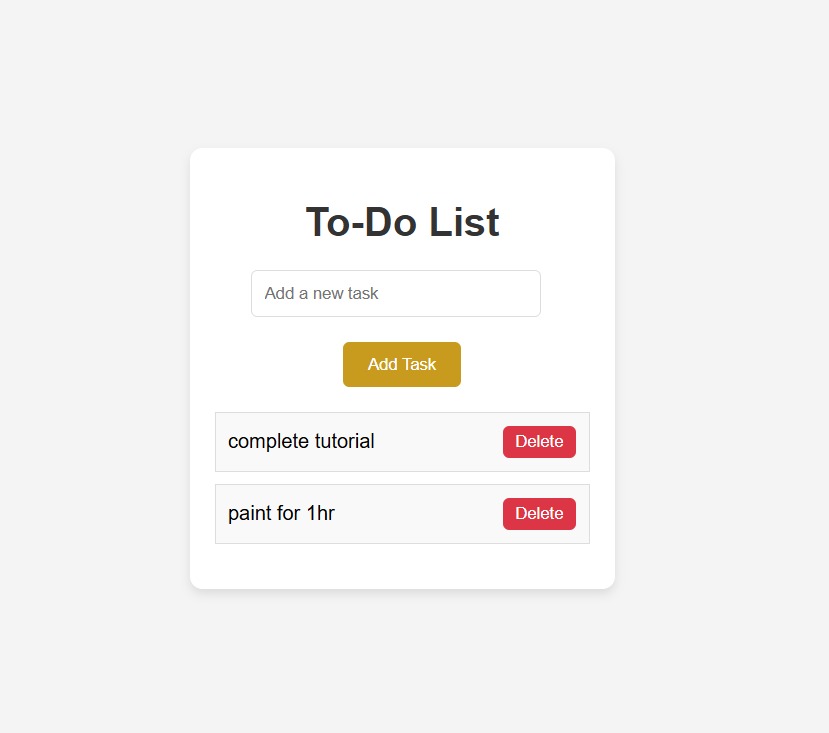 To-Do List
Add a new task
Add Task
complete tutorial
Delete
paint for 1hr
Delete